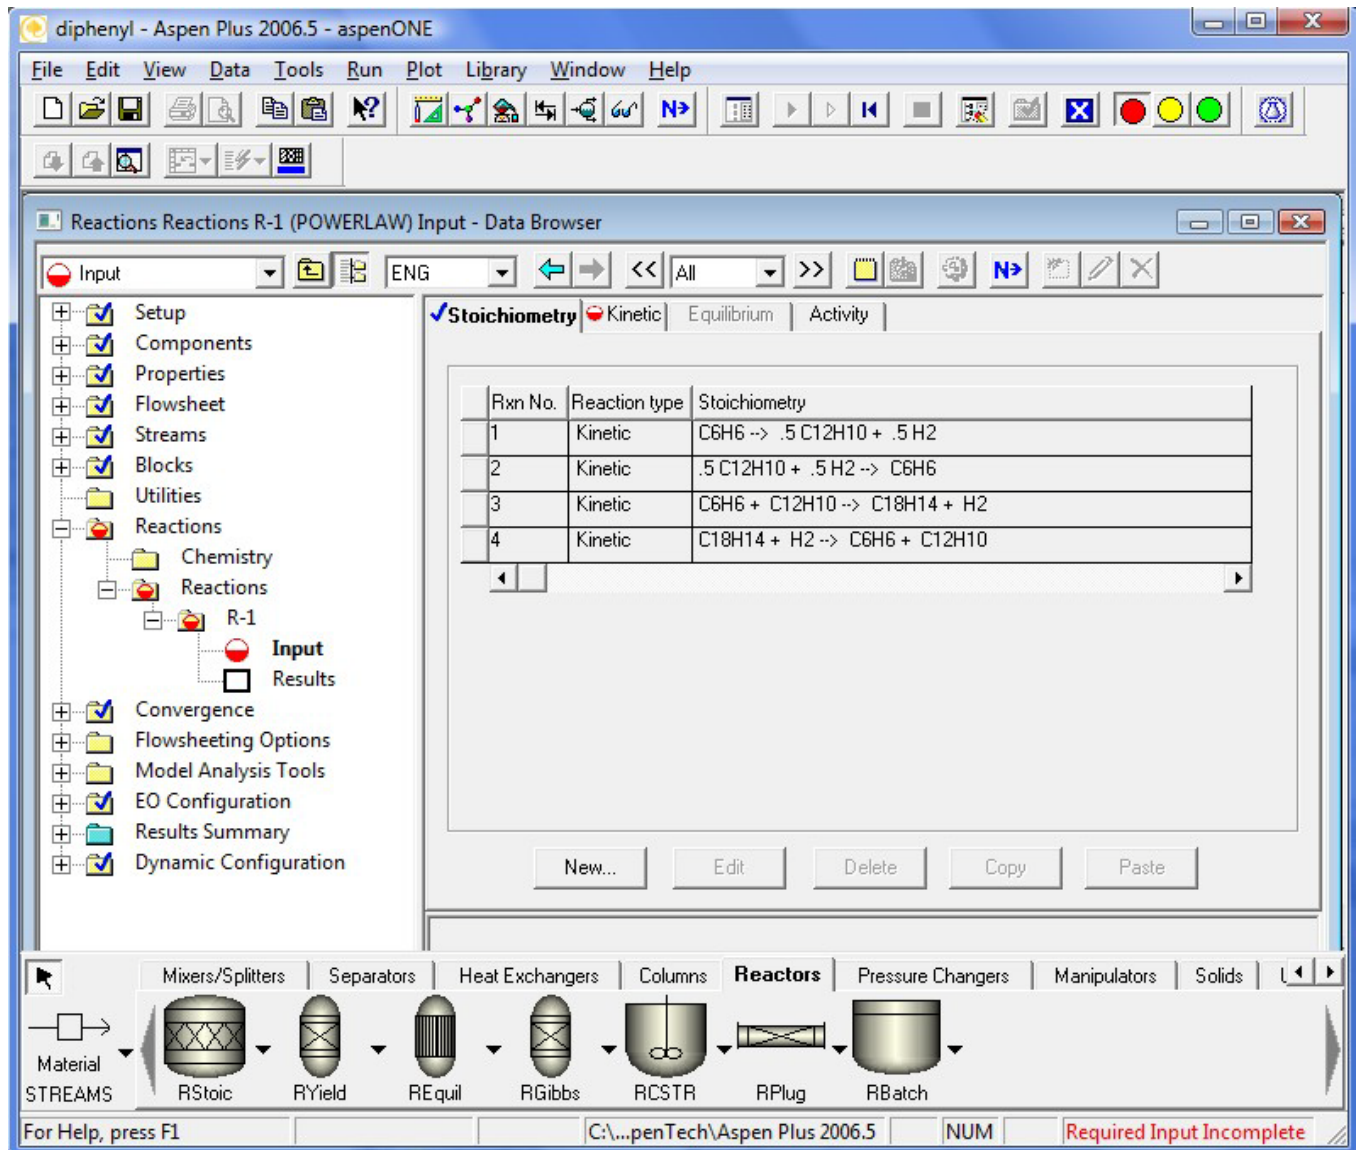 diphenyl - Aspen Plus 2006.5 - aspenONE
File Edit View Data Tools Run Plot Library Window Help
N
Reactions Reactions R-1 (POWERLAW) Input - Data Browser
Input ENG << All >> N
Setup
Components
Properties
Flowsheet
Streams
Blocks
Utilities
Reactions
Chemistry
Reactions
R-1
Input
Results
Convergence
Flowsheeting Options
Model Analysis Tools
EO Configuration
Results Summary
Dynamic Configuration
Stoichiometry Kinetic Equilibrium Activity
Rxn No. Reaction type Stoichiometry
1 Kinetic C6H6 --> .5 C12H10 + .5 H2
2 Kinetic .5 C12H10 + .5 H2 --> C6H6
3 Kinetic C6H6 + C12H10 --> C18H14 + H2
4 Kinetic C18H14 + H2 --> C6H6 + C12H10
New... Edit Delete Copy Paste
Mixers/Splitters Separators Heat Exchangers Columns Reactors Pressure Changers Manipulators Solids
Material
STREAMS RStoic RYield REquil RGibbs RCSTR RPlug RBatch
For Help, press F1 C:\...penTech\Aspen Plus 2006.5 NUM Required Input Incomplete